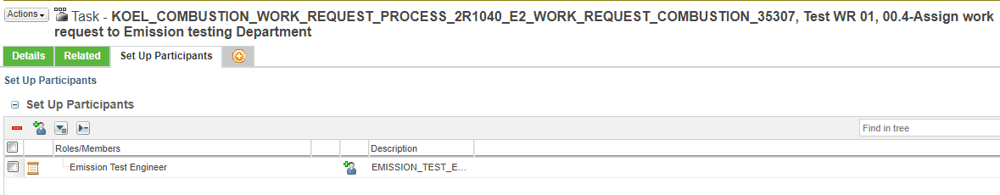 Actions Task - KOEL_COMBUSTION_WORK_REQUEST_PROCESS_2R1040_E2_WORK_REQUEST_COMBUSTION_35307, Test WR 01, 00.4-Assign work
request to Emission testing Department
Details Related Set Up Participants
Set Up Participants
Set Up Participants
Find in tree
Roles/Members Description
Emission Test Engineer EMISSION_TEST_E...